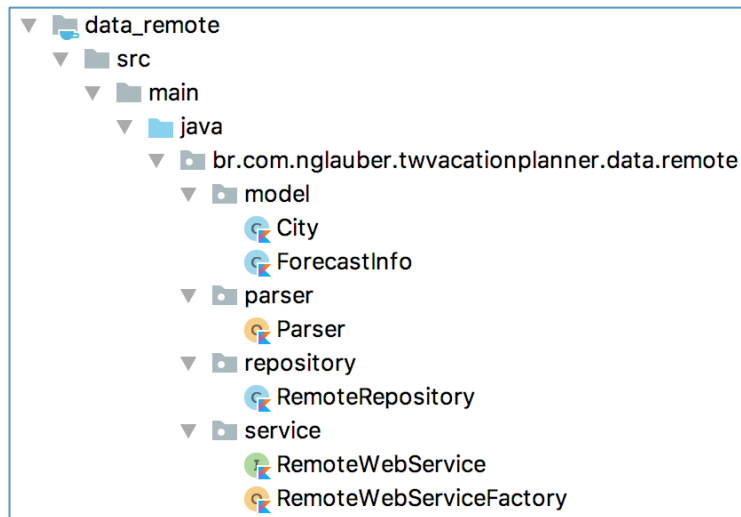 data_remote
src
main
java
br.com.nglauber.twvacationplanner.data.remote
model
City
ForecastInfo
parser
Parser
repository
RemoteRepository
service
RemoteWebService
RemoteWebServiceFactory